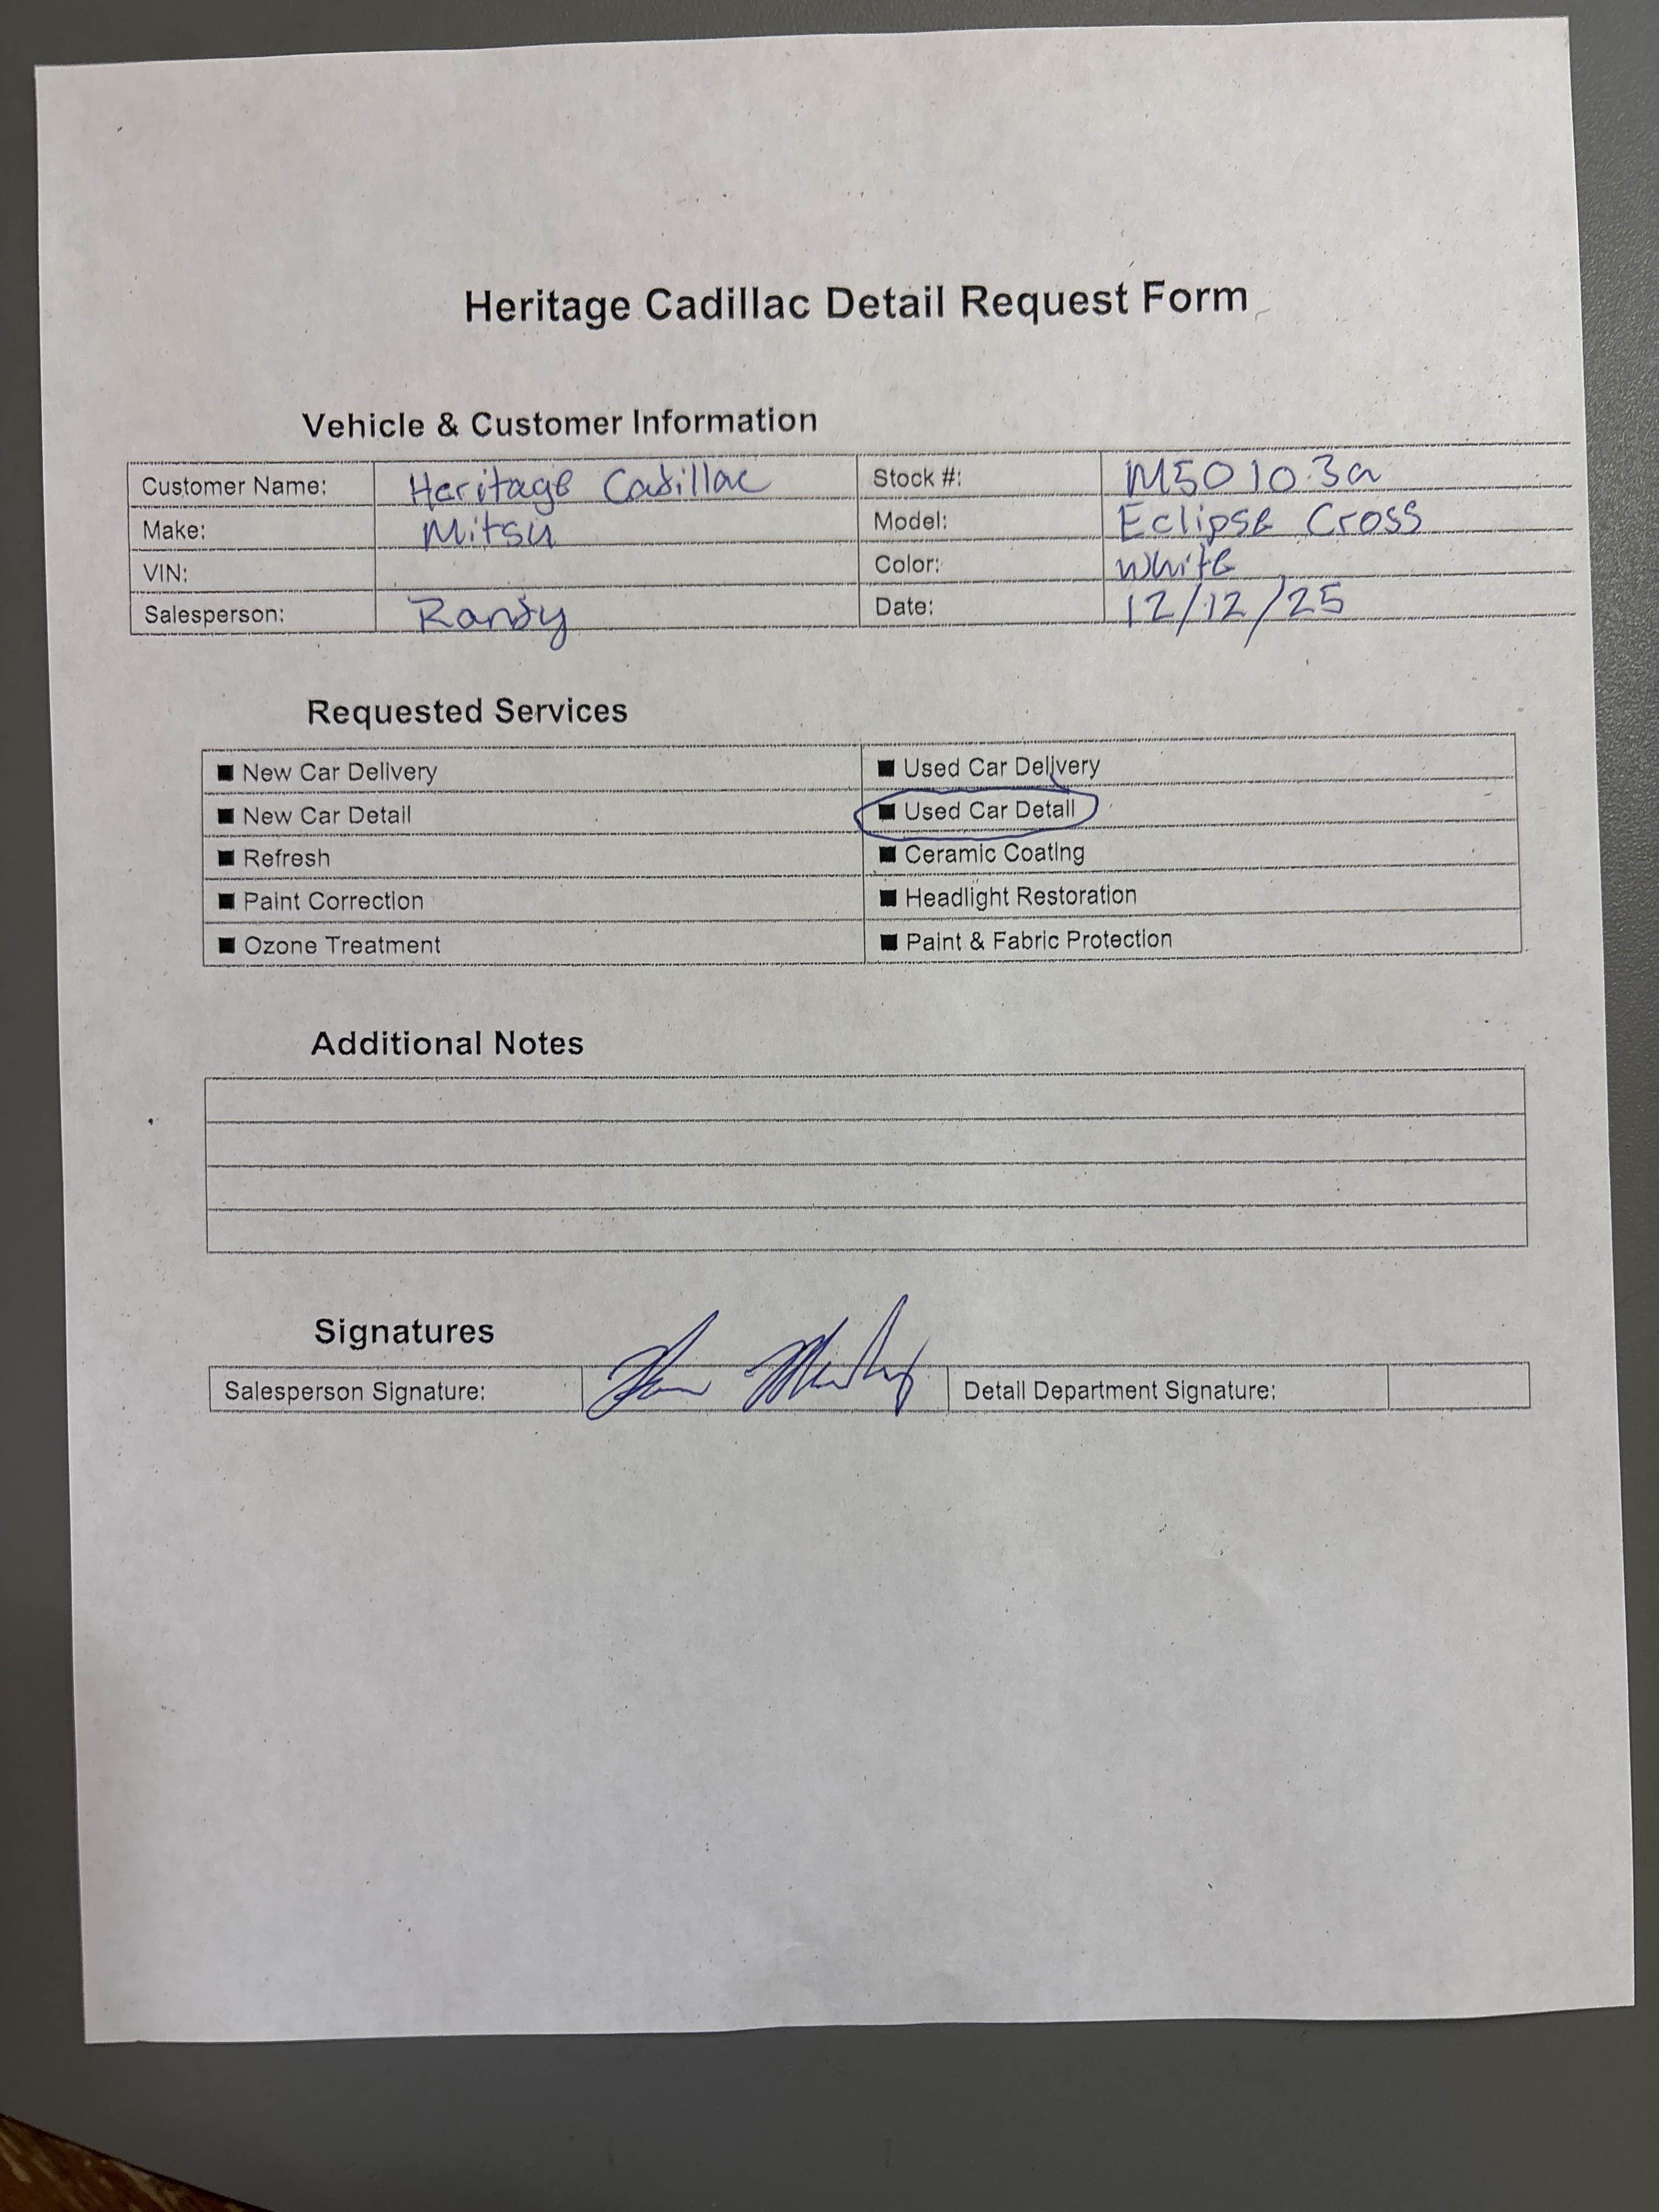 Heritage Cadillac Detail Request Form
Vehicle & Customer Information
Customer Name: Heritage Cadillac Stock #: M50103a
Make: Mitsu Model: Eclipse Cross
VIN: Color: White
Salesperson: Randy Date: 12/12/25
Requested Services
■ New Car Delivery ■ Used Car Delivery
■ New Car Detail ■ Used Car Detail
■ Refresh ■ Ceramic Coating
■ Paint Correction ■ Headlight Restoration
■ Ozone Treatment ■ Paint & Fabric Protection
Additional Notes
Signatures
Salesperson Signature: Detail Department Signature: